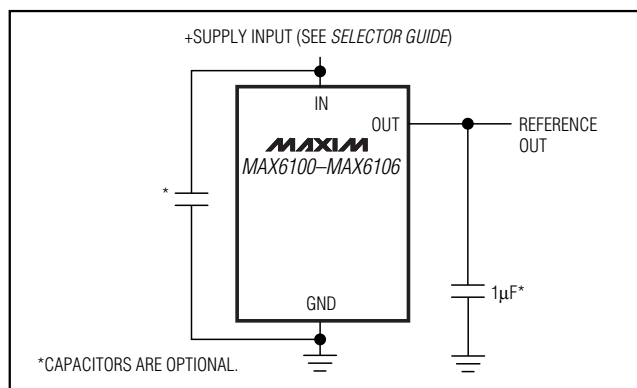 +SUPPLY INPUT (SEE SELECTOR GUIDE)
IN
OUT
REFERENCE
OUT
MAXIM
MAX6100–MAX6106
*
1µF*
GND
*CAPACITORS ARE OPTIONAL.